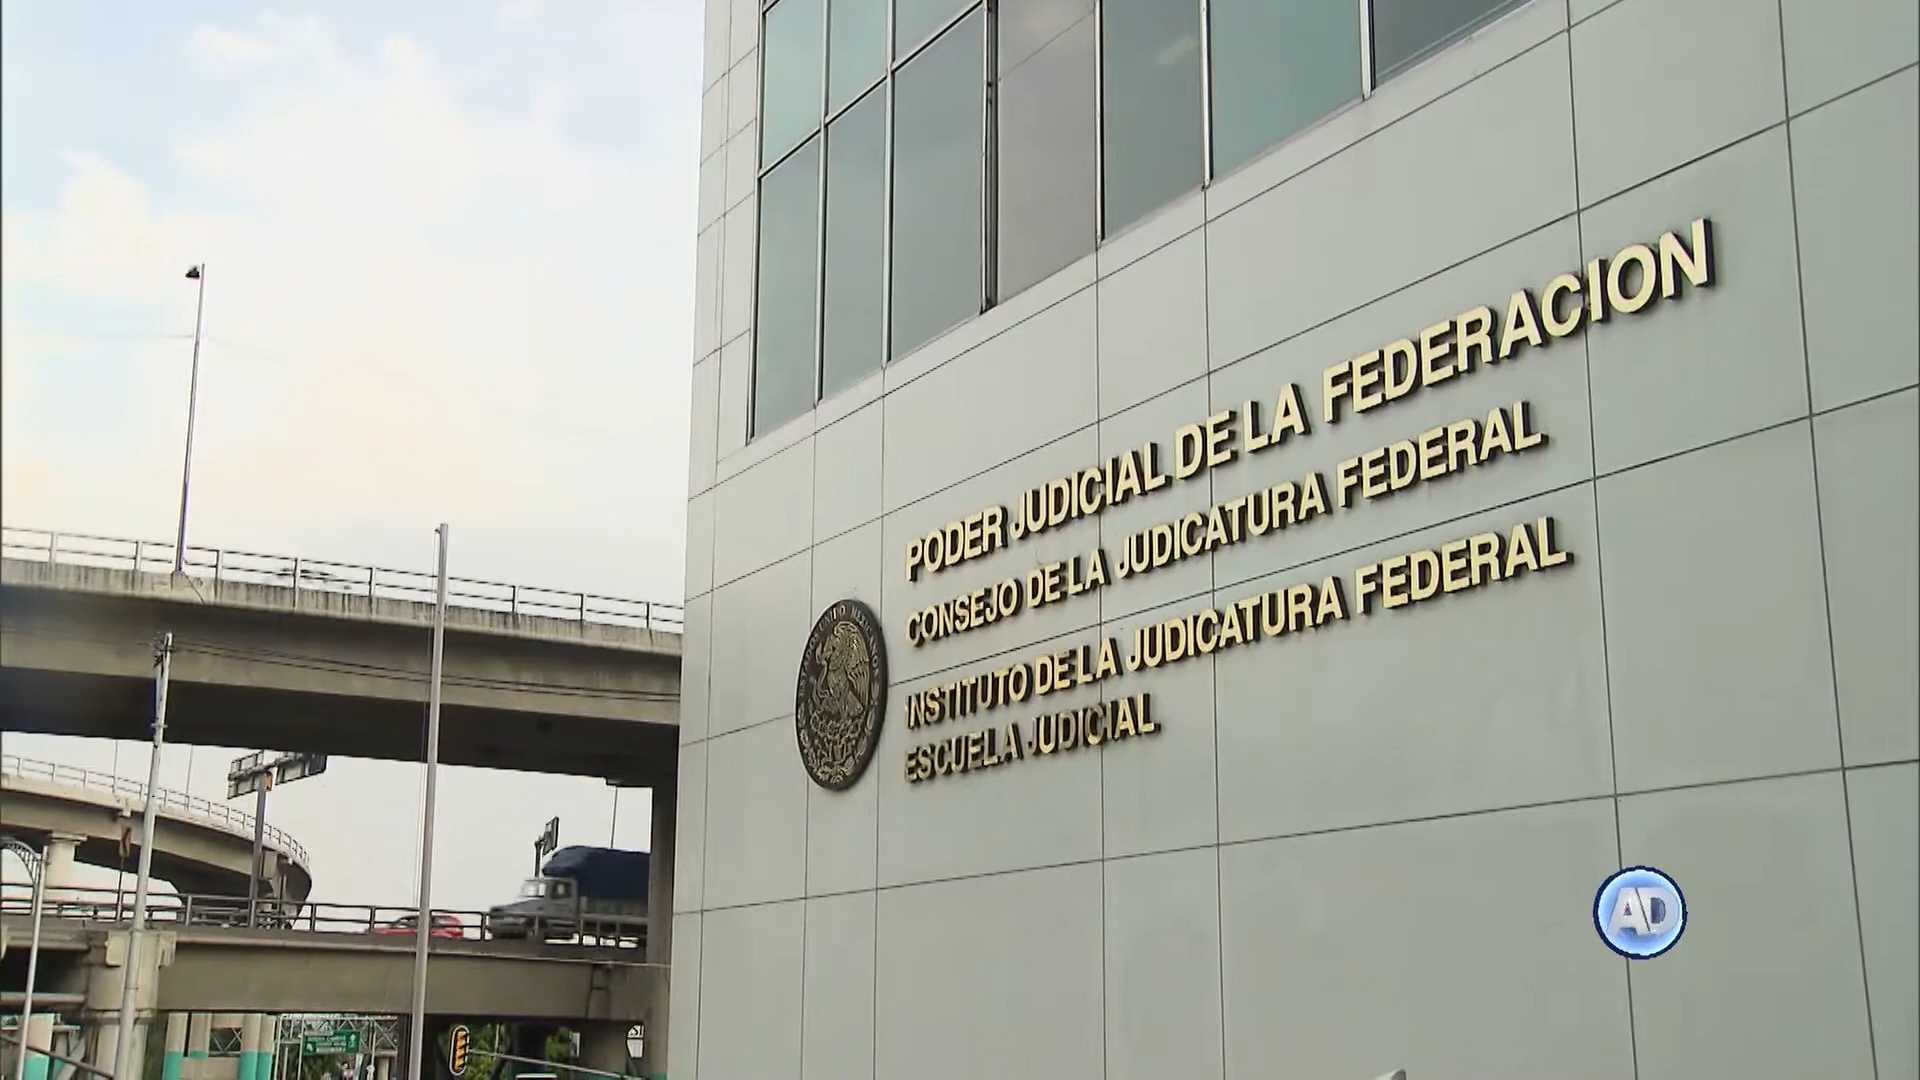 PODER JUDICIAL DE LA FEDERACION
CONSEJO DE LA JUDICATURA FEDERAL
INSTITUTO DE LA JUDICATURA FEDERAL
ESCUELA JUDICIAL
AD